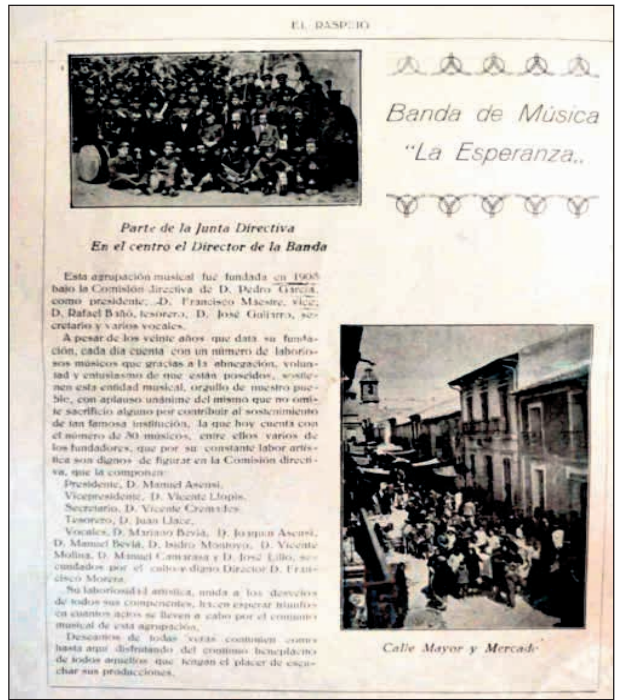 EL RASPEIG
Banda de Música
"La Esperanza„
Parte de la Junta Directiva
En el centro el Director de la Banda
Esta agrupación musical fue fundada en 1905
bajo la Comisión directiva de D. Pedro García,
como presidente; D. Francisco Maestre, vice;
D. Rafael Bañó, tesorero, D. José Guijarro, se-
cretario y varios vocales.
A pesar de los veinte años que data su funda-
ción, cada día cuenta con un número de laborio-
sos músicos que gracias a la abnegación, volun-
tad y entusiasmo de que están poseidos, sostie-
nen esta entidad musical, orgullo de nuestro pue-
blo, con aplauso unánime del mismo que no omi-
te sacrificio alguno por contribuir al sostenimiento
de tan famosa institución, la que hoy cuenta con
el número de 30 músicos, entre ellos varios de
los fundadores, que por su constante labor artís-
tica son dignos de figurar en la Comisión directi-
va, que la componen:
Presidente, D. Manuel Asensi.
Vicepresidente, D. Vicente Llopis.
Secretario, D. Vicente Cremades.
Tesorero, D. Juan Llace.
Vocales, D. Mariano Beviá, D. Joaquan Asensi,
D. Manuel Beviá, D. Isidro Montoyo, D. Vicente
Molina, D. Manuel Camarasa y D. José Lillo, se-
cundados por el culto y digno Director D. Fran-
cisco Morera.
Su laboriosidad artística, unida a los desvelos
de todos sus componentes, hacen esperar triunfos
en cuantos actos se lleven a cabo por el conjunto
musical de esta agrupación.
Deseamos de todas veras continúen como
hasta aquí disfrutando del continuo beneplácito
de todos aquellos que tengan el placer de escu-
char sus producciones.
Calle Mayor y Mercado